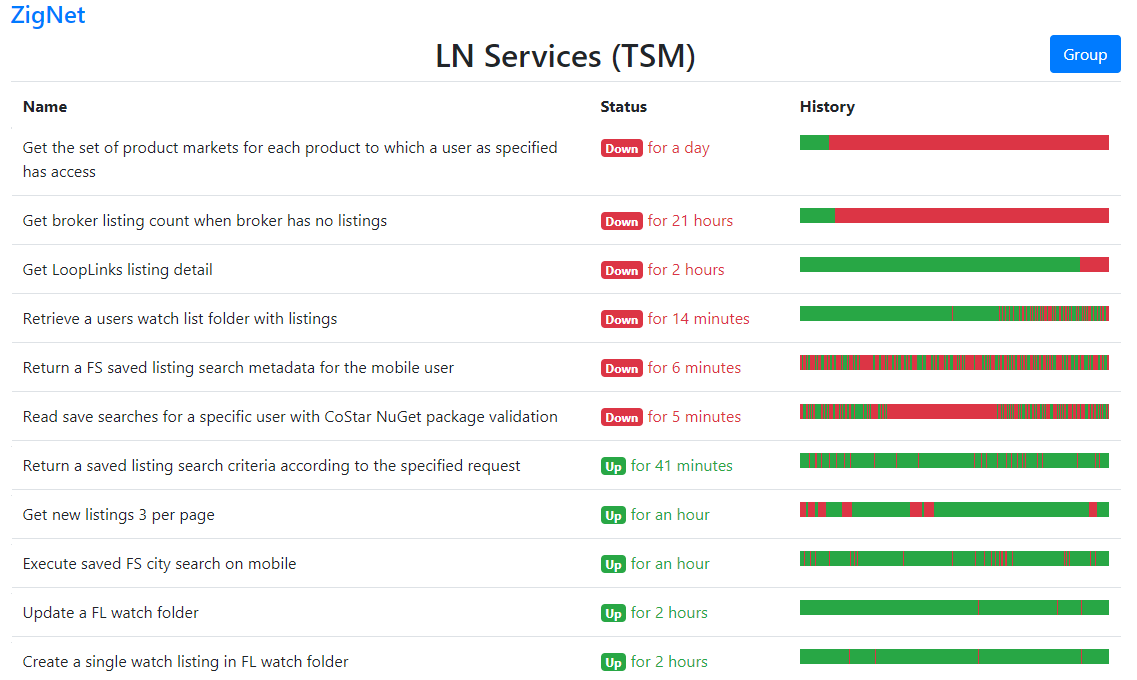 ZigNet
LN Services (TSM)
Group
Name Status History
Get the set of product markets for each product to which a user as specified
has access
Down for a day
Get broker listing count when broker has no listings Down for 21 hours
Get LoopLinks listing detail Down for 2 hours
Retrieve a users watch list folder with listings Down for 14 minutes
Return a FS saved listing search metadata for the mobile user Down for 6 minutes
Read save searches for a specific user with CoStar NuGet package validation Down for 5 minutes
Return a saved listing search criteria according to the specified request Up for 41 minutes
Get new listings 3 per page Up for an hour
Execute saved FS city search on mobile Up for an hour
Update a FL watch folder Up for 2 hours
Create a single watch listing in FL watch folder Up for 2 hours